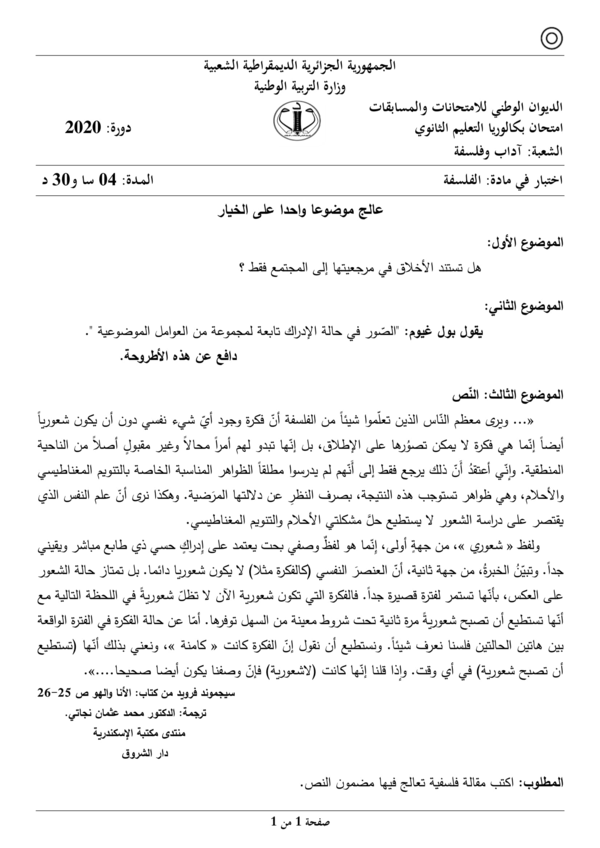 الجمهورية الجزائرية الديمقراطية الشعبية
وزارة التربية الوطنية
الديوان الوطني للامتحانات والمسابقات
امتحان بكالوريا التعليم الثانوي
دورة: 2020
الشعبة: آداب وفلسفة
اختبار في مادة: الفلسفة
المدة: 04 سا و30 د
عالج موضوعا واحدا على الخيار
الموضوع الأول:
هل تستند الأخلاق في مرجعيتها إلى المجتمع فقط ؟
الموضوع الثاني:
يقول بول غيوم: "الصّور في حالة الإدراك تابعة لمجموعة من العوامل الموضوعية ".
دافع عن هذه الأطروحة.
الموضوع الثالث: النّص
«... ويرى معظم النّاس الذين تعلّموا شيئاً من الفلسفة أنّ فكرة وجود أيّ شيء نفسي دون أن يكون شعورياً
أيضاً إنّما هي فكرة لا يمكن تصوّرها على الإطلاق، بل إنّها تبدو لهم أمراً محالاً وغير مقبولٍ أصلاً من الناحية
المنطقية. وإنّي أعتقدُ أنّ ذلك يرجع فقط إلى أنّهم لم يدرسوا مطلقاً الظواهر المناسبة الخاصة بالتنويم المغناطيسي
والأحلام، وهي ظواهر تستوجب هذه النتيجة، بصرف النظرِ عن دلالتها المرَضية. وهكذا نرى أنّ علم النفس الذي
يقتصر على دراسة الشعور لا يستطيع حلَّ مشكلتي الأحلام والتنويم المغناطيسي.
ولفظ « شعوري »، من جهةٍ أولى، إنّما هو لفظٌ وصفي بحت يعتمد على إدراكٍ حسي ذي طابع مباشر ويقيني
جداً. وتبيّنُ الخبرةُ، من جهة ثانية، أنّ العنصرَ النفسي (كالفكرة مثلا) لا يكون شعوريا دائما. بل تمتاز حالة الشعور
على العكس، بأنّها تستمر لفترة قصيرة جداً. فالفكرة التي تكون شعورية الآن لا تظلّ شعوريةً في اللحظة التالية مع
أنّها تستطيع أن تصبح شعوريةً مرة ثانية تحت شروط معينة من السهل توفرها. أمّا عن حالة الفكرة في الفترة الواقعة
بين هاتين الحالتين فلسنا نعرف شيئاً. ونستطيع أن نقول إنّ الفكرة كانت « كامنة »، ونعني بذلك أنّها (تستطيع
أن تصبح شعورية) في أي وقت. وإذا قلنا إنّها كانت (لاشعورية) فإنّ وصفنا يكون أيضا صحيحا....».
سيجموند فرويد من كتاب: الأنا والهو ص 25-26
ترجمة: الدكتور محمد عثمان نجاتي.
منتدى مكتبة الإسكندرية
دار الشروق
المطلوب: اكتب مقالة فلسفية تعالج فيها مضمون النص.
صفحة 1 من 1